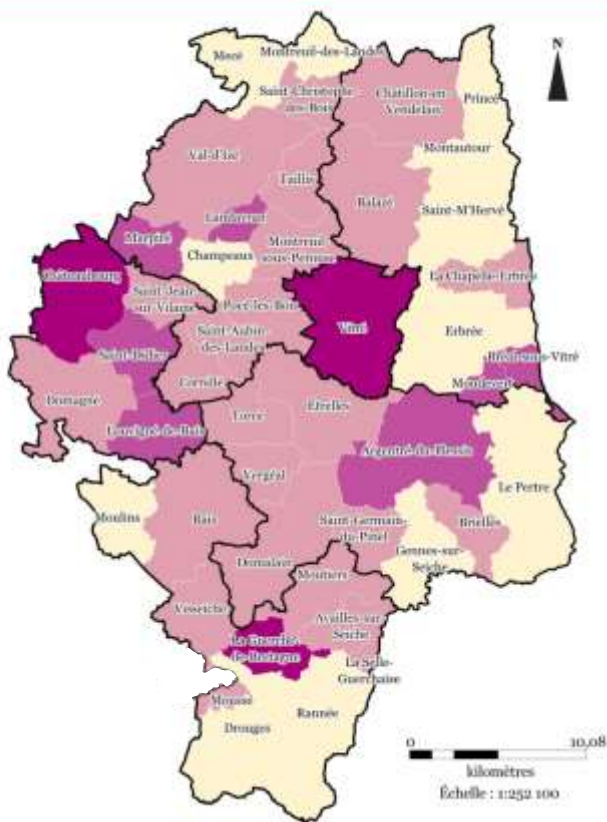 Mecé
Montreuil-des-Landes
N
Saint-Christophe
des-Bois
Châtillon-en-
Vendelais
Prince
Montautour
Val-d'Izé
Taillis
Balazé
Landavran
Saint-M'Hervé
Marpiré
Champeaux
Montreuil
sous-Pérouse
Châteaubourg
La Chapelle-Erbrée
Saint-Jean
sur-Vilaine
Pocé-les-Bois
Vitré
Saint-Aubin
des-Landes
Erbrée
Saint-Didier
Bréal-sous-Vitré
Mondevert
Cornillé
Domagné
Torcé
Etrelles
Louvigné-de-Bais
Argentré-du-Plessis
Vergéal
Le Pertre
Moulins
Bais
Saint-Germain-
du-Pinel
Brielles
Gennes-sur-
Seiche
Domalain
Moutiers
Visseiche
Availles-sur
Seiche
La Guerche
de-Bretagne
La Selle-
Guerchaise
Moussé
Rannée
Drouges
0 10,08
kilomètres
Échelle : 1:252 100